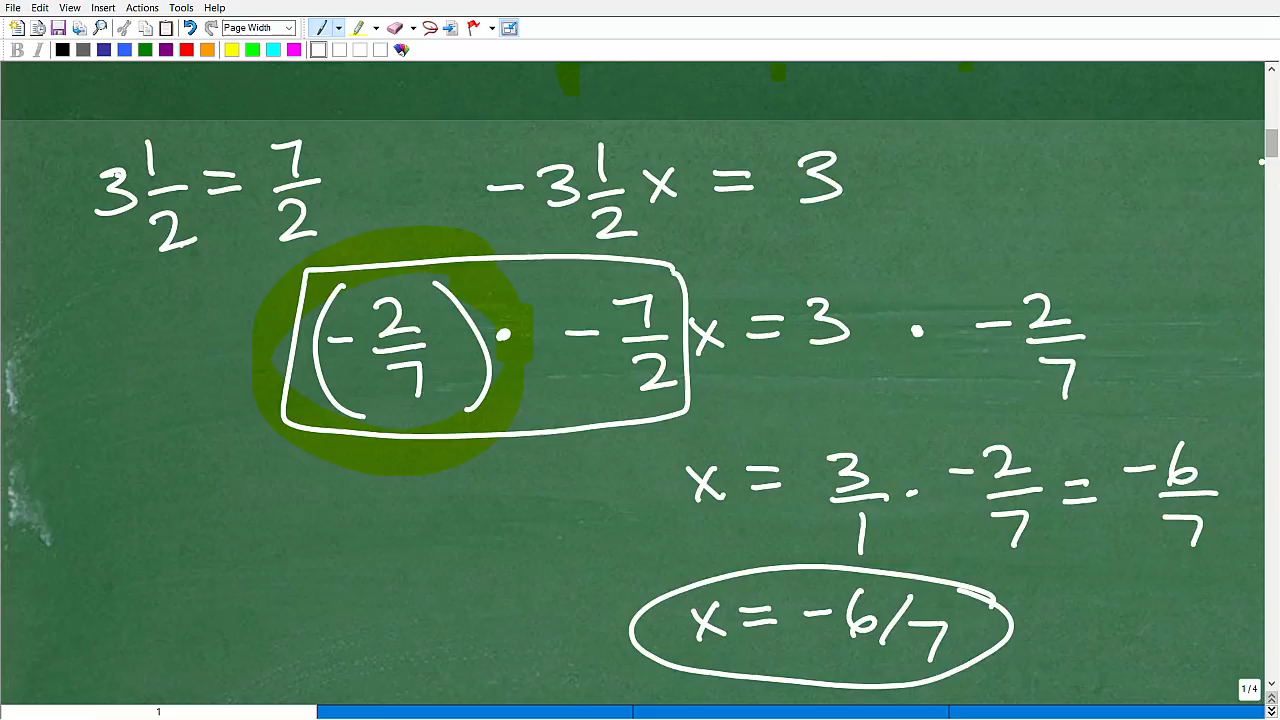 File Edit View Insert Actions Tools Help
Page Width
B I
3 1/2 = 7/2
-3 1/2 x = 3
(-2/7) · -7/2 x = 3 · -2/7
x = 3/1 · -2/7 = -6/7
x = -6/7
1/4
1